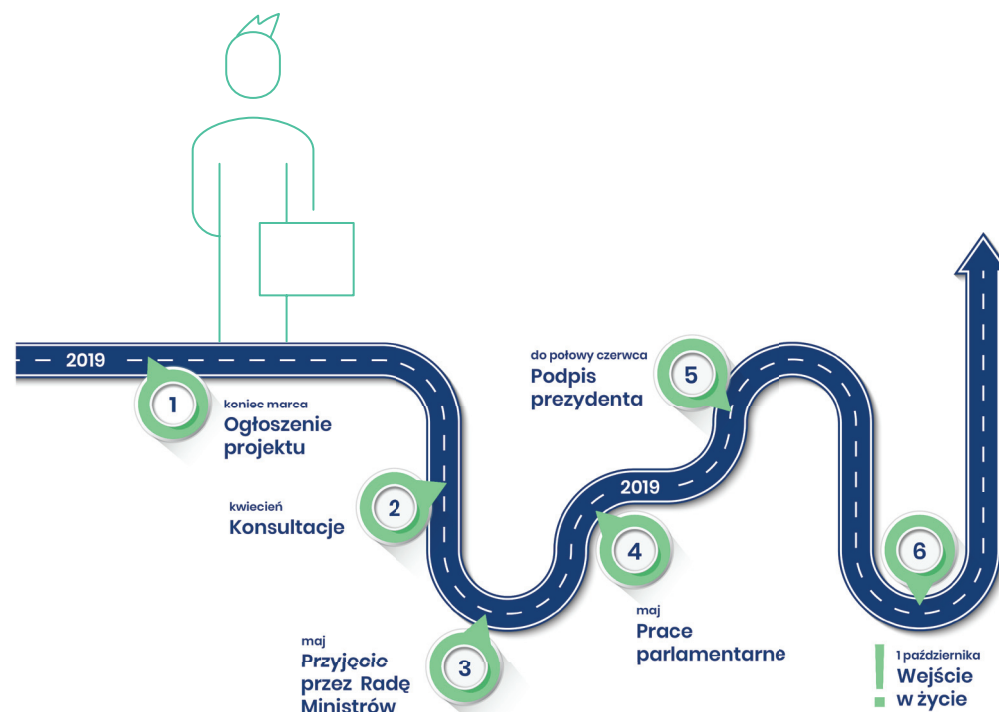 2019
1
koniec marca
Ogłoszenie
projektu
2
kwiecień
Konsultacje
3
maj
Przyjęcie
przez Radę
Ministrów
4
maj
Prace
parlamentarne
2019
5
do połowy czerwca
Podpis
prezydenta
6
1 października
Wejście
w życie